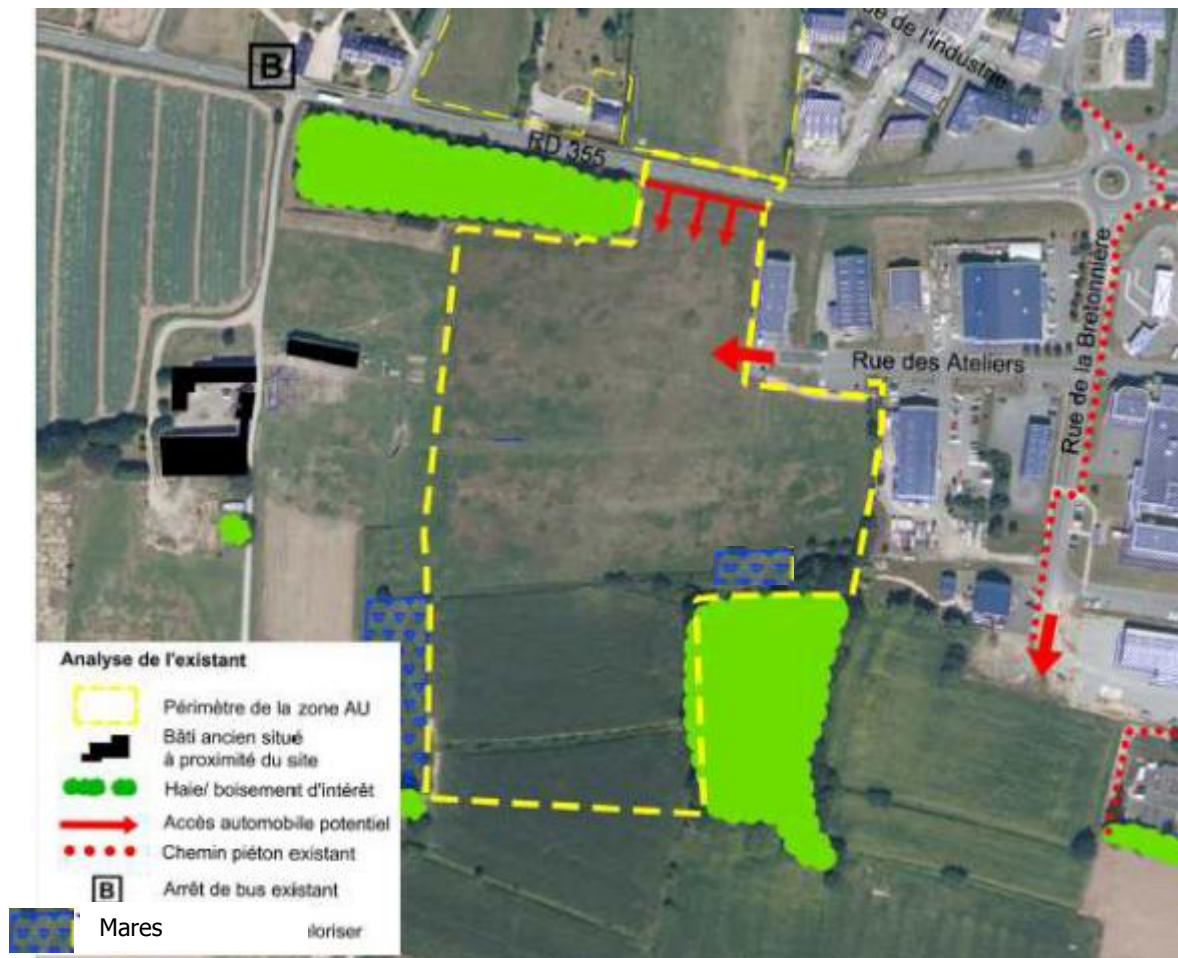 B
ue de l'Industrie
RD 355
Rue des Ateliers
Rue de la Bretonnière
Analyse de l'existant
Périmètre de la zone AU
Bâti ancien situé
à proximité du site
Haie/ boisement d'intérêt
Accès automobile potentiel
Chemin piéton existant
B Arrêt de bus existant
Mares
loriser